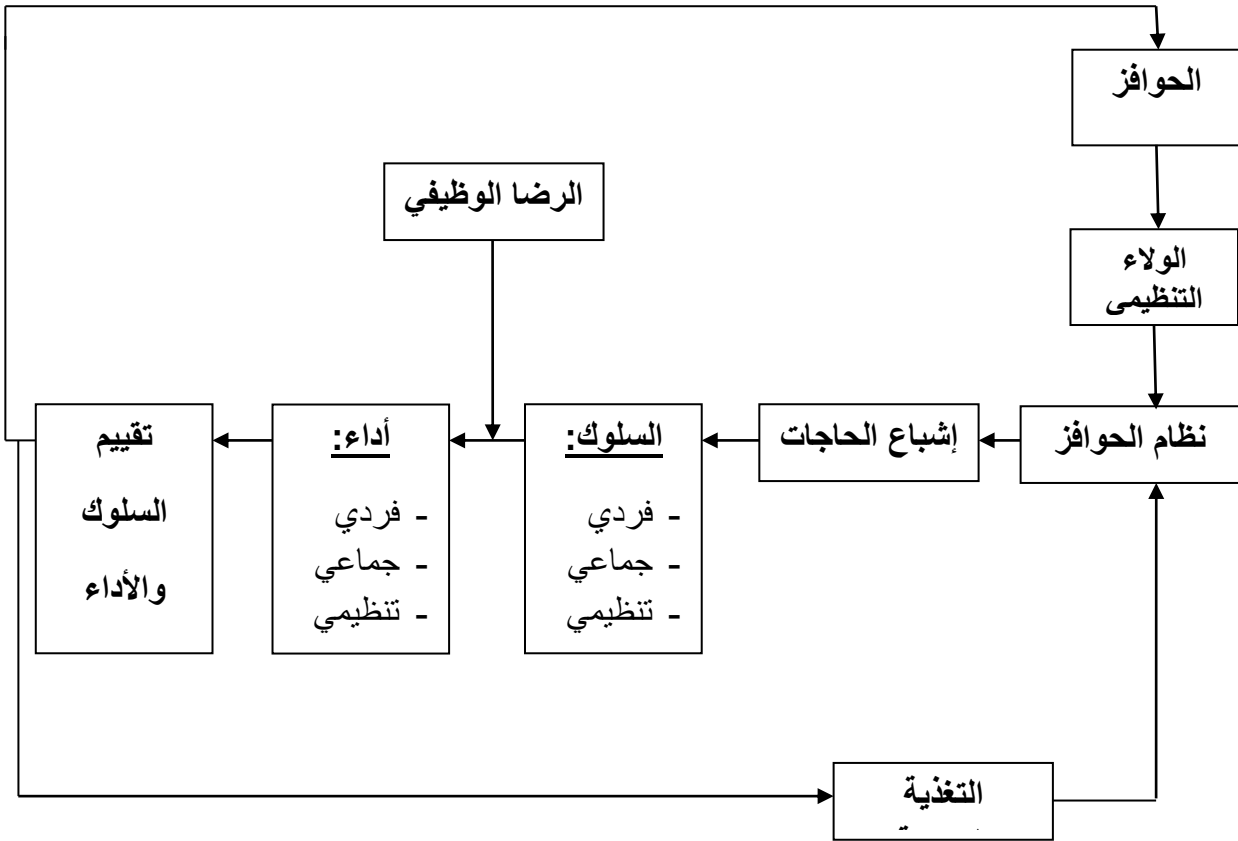 الحوافز
الرضا الوظيفي
الولاء
التنظيمي
نظام الحوافز
إشباع الحاجات
السلوك:
- فردي
- جماعي
- تنظيمي
أداء:
- فردي
- جماعي
- تنظيمي
تقييم
السلوك
والأداء
التغذية